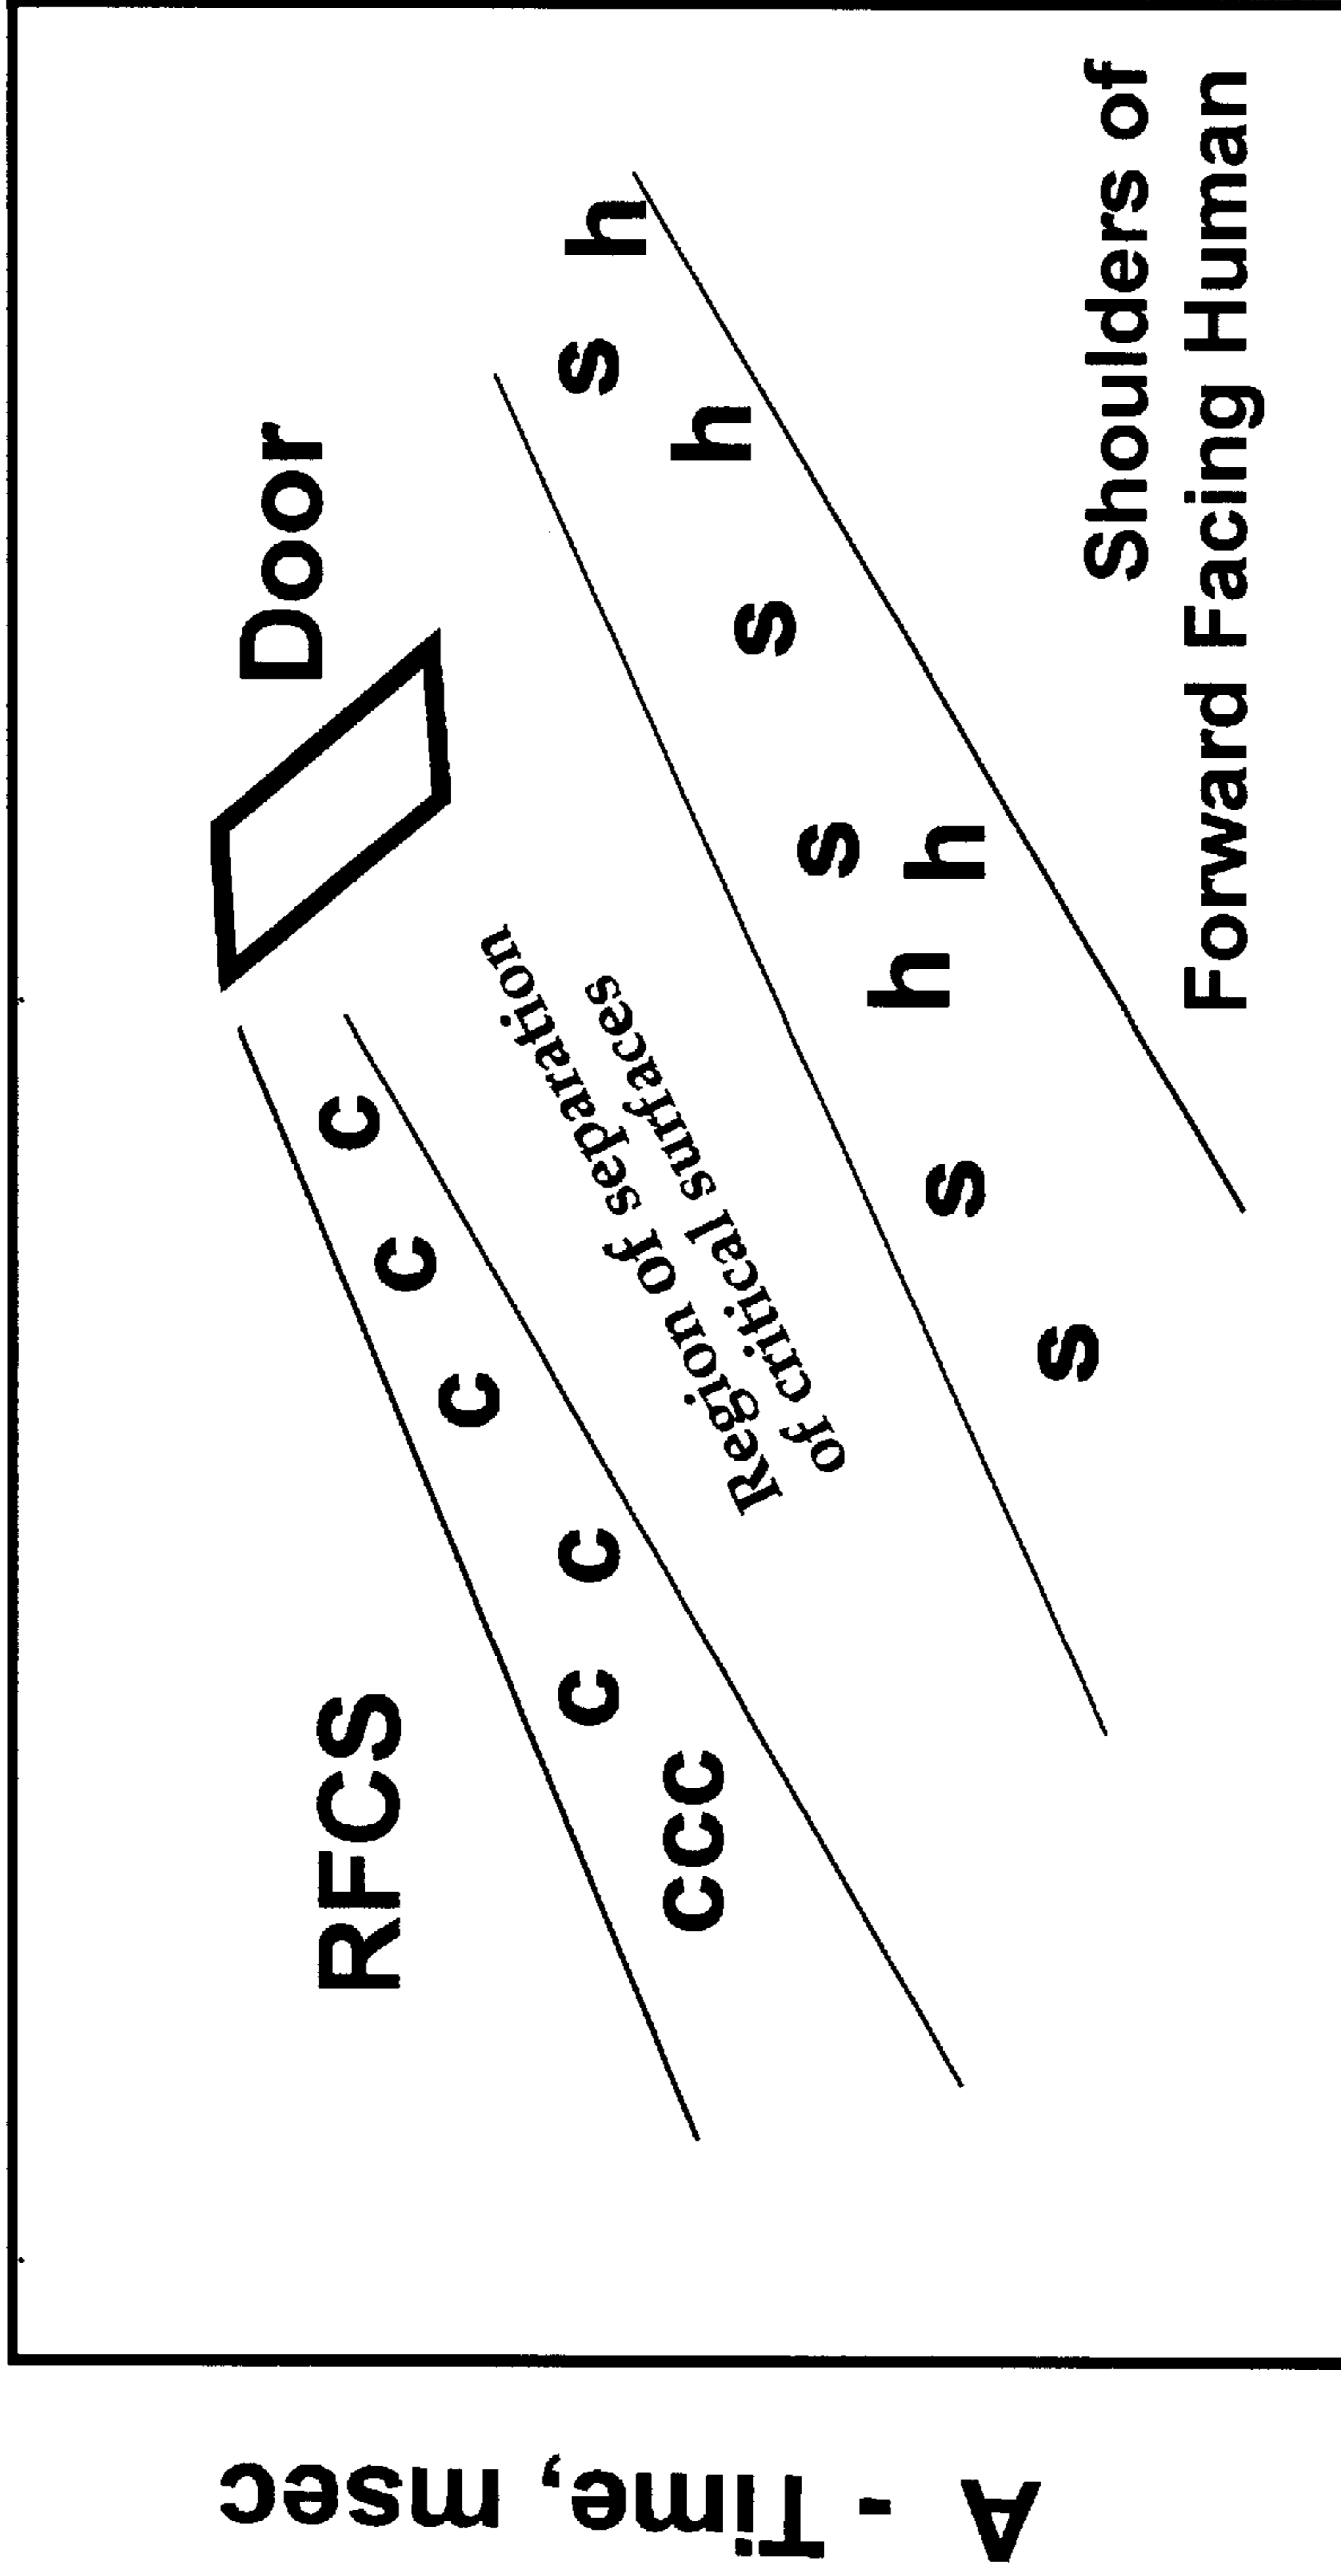 A - Time, msec
Door
RFCS
c
c
c
c c
ccc
Region of separation
of critical surfaces
s h
h
s
s
h h
s
s
Shoulders of
Forward Facing Human